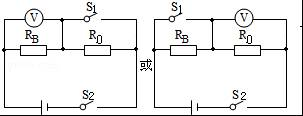 V S1
RB R0
S2
或
S1 V
RB R0
S2